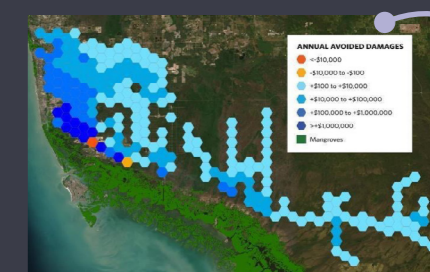 ANNUAL AVOIDED DAMAGES
<-$10,000
-$10,000 to -$100
+$100 to +$10,000
+$10,000 to +$100,000
+$100,000 to +$1,000,000
>+$1,000,000
Mangroves